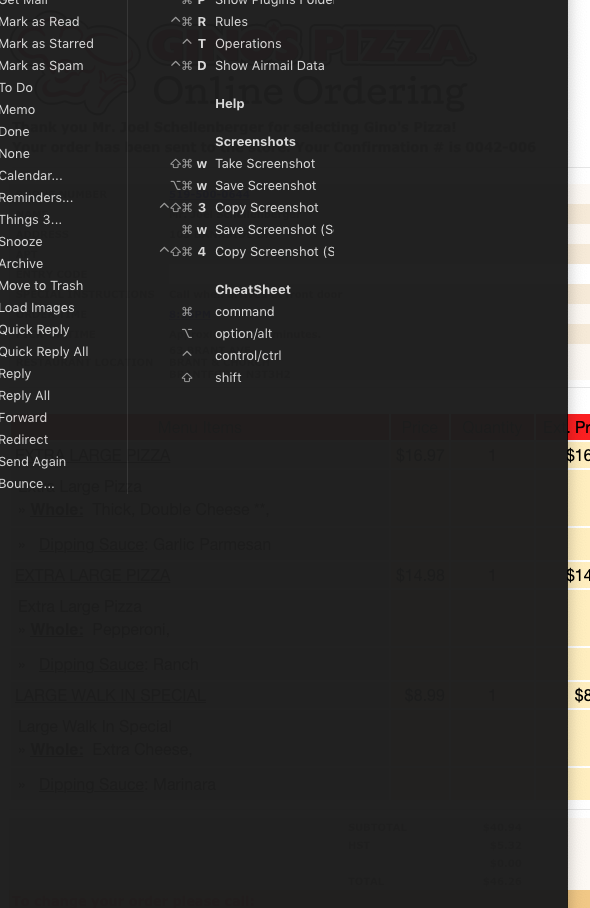 Get Mail
Mark as Read
Mark as Starred
Mark as Spam
To Do
Memo
Done
None
Calendar...
Reminders...
Things 3...
Snooze
Archive
Move to Trash
Load Images
Quick Reply
Quick Reply All
Reply
Reply All
Forward
Redirect
Send Again
Bounce...
⌘ P Show Plugins Folde
^⌘ R Rules
^ T Operations
^⌘ D Show Airmail Data
Help
Screenshots
⇧⌘ w Take Screenshot
⌥⌘ w Save Screenshot
^⇧⌘ 3 Copy Screenshot
⌘ w Save Screenshot (S
^⇧⌘ 4 Copy Screenshot (S
CheatSheet
⌘ command
⌥ option/alt
^ control/ctrl
⇧ shift
PIZZA
Online Ordering
Pr
EXTRA LARGE PIZZA $16.97 1 $16
Large Pizza
Whole: Thick, Double Cheese **,
Dipping Sauce: Garlic Parmesan
EXTRA LARGE PIZZA $14.98 1 $14
Extra Large Pizza
Whole: Pepperoni,
Dipping Sauce: Ranch
LARGE WALK IN SPECIAL 1 $8
Large Walk In Special
Whole: Extra Cheese,
Dipping Sauce: Marinara